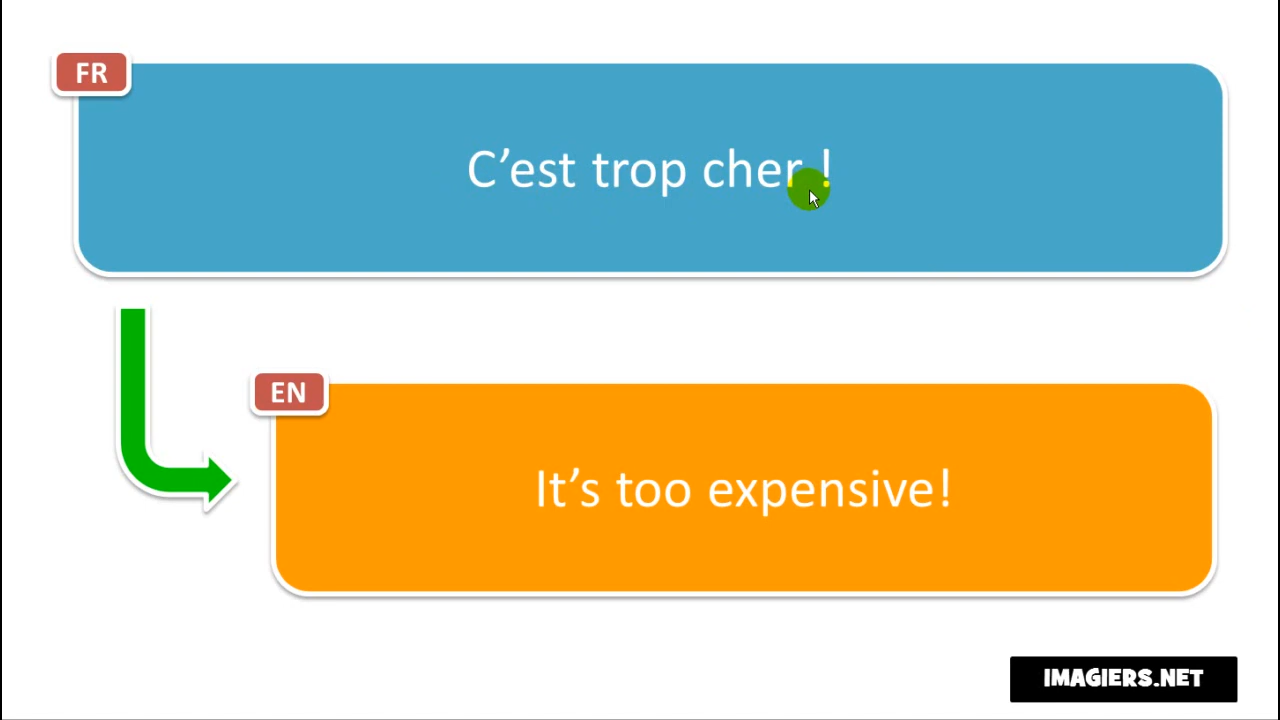 FR
C’est trop cher !
EN
It’s too expensive!
IMAGIERS.NET